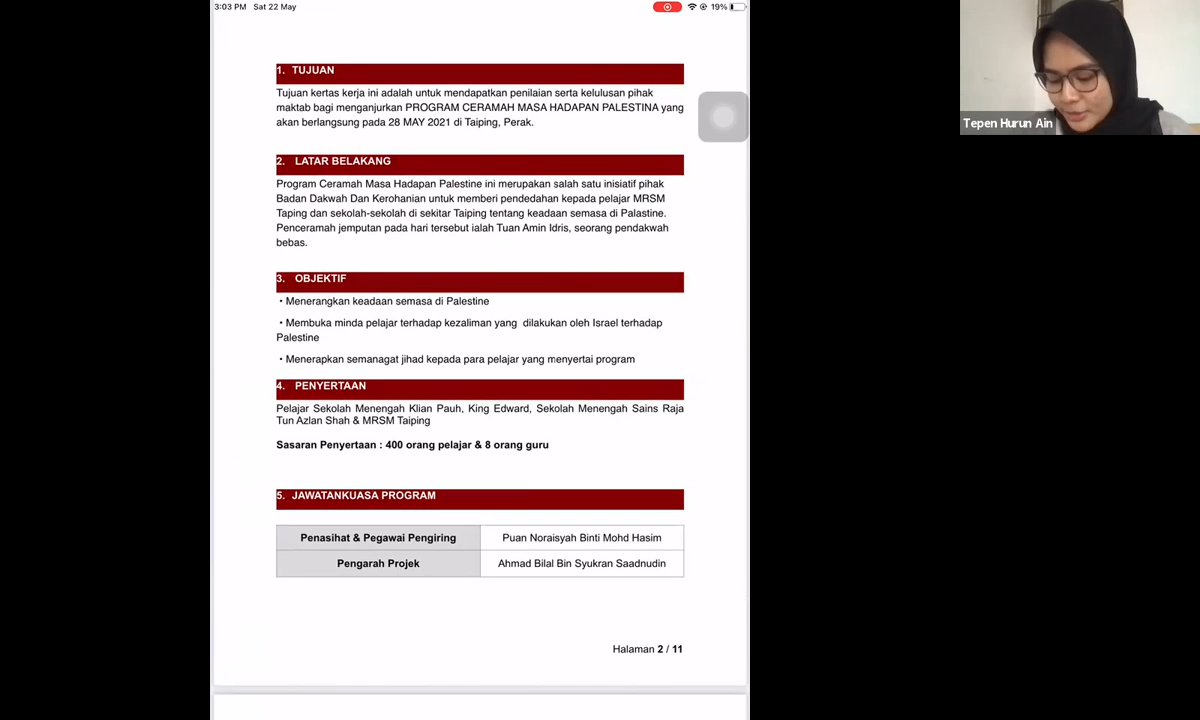 3:03 PM Sat 22 May
19%
1. TUJUAN
Tujuan kertas kerja ini adalah untuk mendapatkan penilaian serta kelulusan pihak
maktab bagi menganjurkan PROGRAM CERAMAH MASA HADAPAN PALESTINA yang
akan berlangsung pada 28 MAY 2021 di Taiping, Perak.
2. LATAR BELAKANG
Program Ceramah Masa Hadapan Palestine ini merupakan salah satu inisiatif pihak
Badan Dakwah Dan Kerohanian untuk memberi pendedahan kepada pelajar MRSM
Taping dan sekolah-sekolah di sekitar Taiping tentang keadaan semasa di Palastine.
Penceramah jemputan pada hari tersebut ialah Tuan Amin Idris, seorang pendakwah
bebas.
3. OBJEKTIF
• Menerangkan keadaan semasa di Palestine
• Membuka minda pelajar terhadap kezaliman yang dilakukan oleh Israel terhadap
Palestine
• Menerapkan semanagat jihad kepada para pelajar yang menyertai program
4. PENYERTAAN
Pelajar Sekolah Menengah Klian Pauh, King Edward, Sekolah Menengah Sains Raja
Tun Azlan Shah & MRSM Taiping
Sasaran Penyertaan : 400 orang pelajar & 8 orang guru
5. JAWATANKUASA PROGRAM
Penasihat & Pegawai Pengiring Puan Noraisyah Binti Mohd Hasim
Pengarah Projek Ahmad Bilal Bin Syukran Saadnudin
Halaman 2 / 11
Tepen Hurun Ain